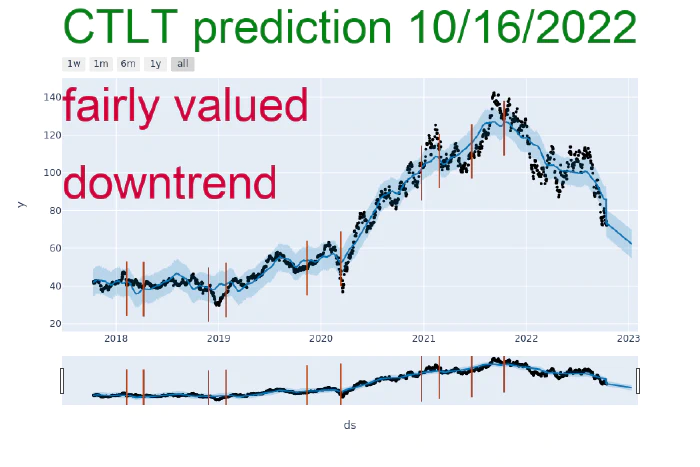 CTLT prediction 10/16/2022
1w 1m 6m 1y all
fairly valued
downtrend
140
120
100
80
60
40
20
y
2018 2019 2020 2021 2022 2023
ds